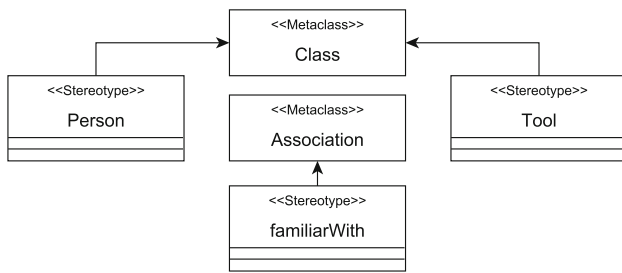 <<Metaclass>>
Class
<<Stereotype>>
Person
<<Stereotype>>
Tool
<<Metaclass>>
Association
<<Stereotype>>
familiarWith